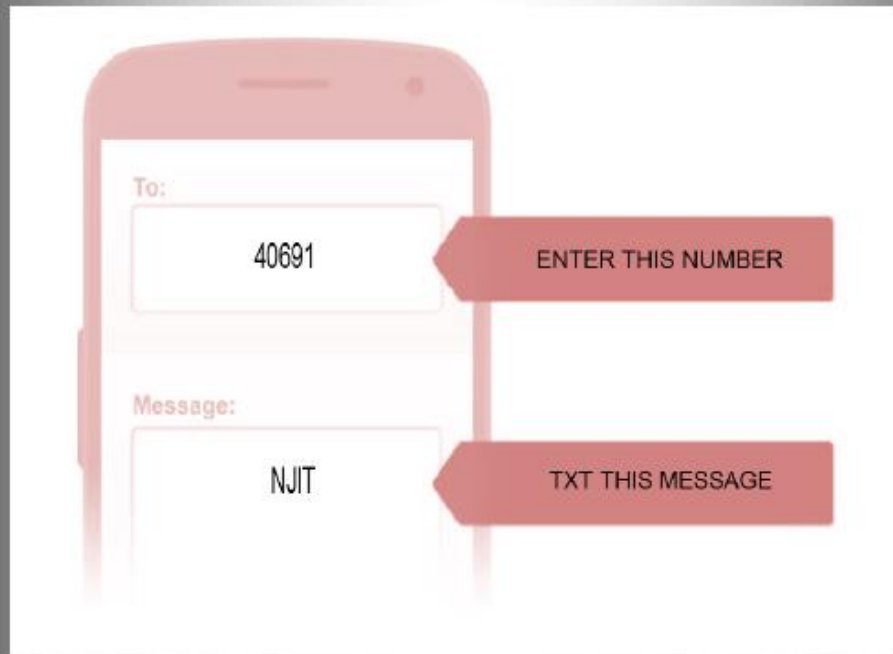 To:
40691
ENTER THIS NUMBER
Message:
NJIT
TXT THIS MESSAGE